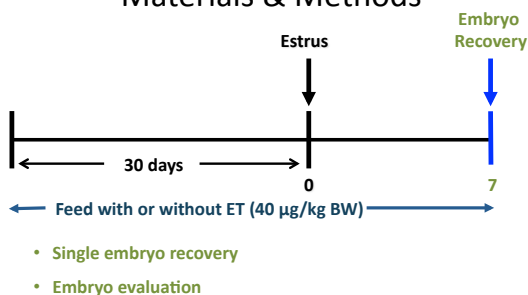 Materials & Methods
Embryo
Recovery
Estrus
30 days
0
7
Feed with or without ET (40 µg/kg BW)
• Single embryo recovery
• Embryo evaluation